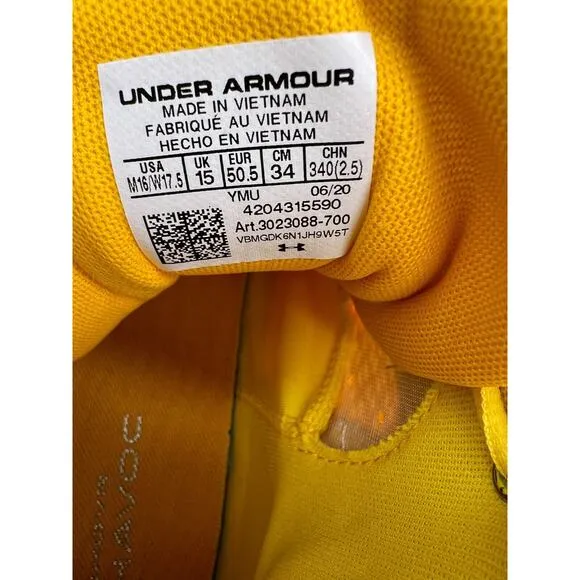 UNDER ARMOUR
MADE IN VIETNAM
FABRIQUÉ AU VIETNAM
HECHO EN VIETNAM
USA UK EUR CM CHN
M16/W17.5 15 50.5 34 340(2.5)
YMU 06/20
4204315590
Art.3023088-700
VBMGDK6N1JH9W5T
HAVOC